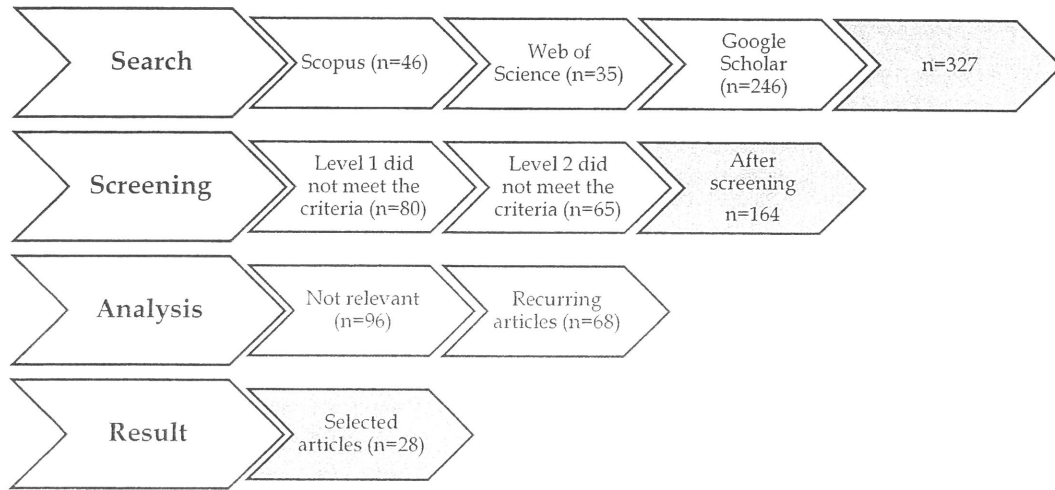 Search
Scopus (n=46)
Web of
Science (n=35)
Google
Scholar
(n=246)
n=327
Screening
Level 1 did
not meet the
criteria (n=80)
Level 2 did
not meet the
criteria (n=65)
After
screening
n=164
Analysis
Not relevant
(n=96)
Recurring
articles (n=68)
Result
Selected
articles (n=28)